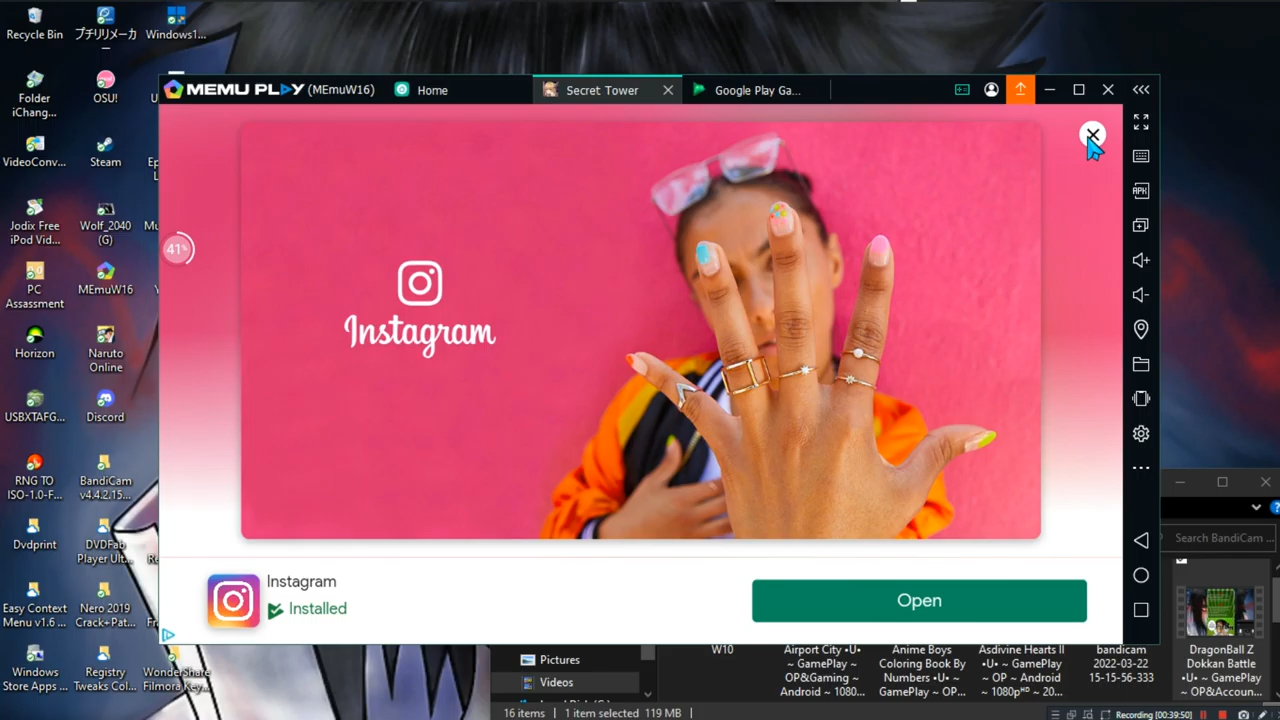 Recycle Bin
プチリリメーカ
ー
Windows1...
Folder
iChang...
OSU!
VideoConv...
Steam
Jodix Free
iPod Vid...
Wolf_2040
(G)
PC
Assassment
MEmuW16
Horizon
Naruto
Online
USBXTAFG...
Discord
RNG TO
ISO-1.0-F...
BandiCam
v4.4.2.15...
Dvdprint
DVDFab
Player Ult...
Easy Context
Menu v1.6 ...
Nero 2019
Crack+Pat...
Windows
Store Apps ...
Registry
Tweaks Col...
WonderShare
Filmora Key...
MEMU PLAY (MEmuW16)
Home
Secret Tower
Google Play Ga...
APK
41%
Instagram
Instagram
Installed
Open
Search BandiCam ...
Pictures
Videos
W10
Airport City •U•
~ GamePlay ~
OP&Gaming ~
Android ~ 1080...
Anime Boys
Coloring Book By
Numbers •U• ~
GamePlay ~ OP...
Asdivine Hearts II
•U• ~ GamePlay
~ OP ~ Android
~ 1080pᴴᴰ ~ 20...
bandicam
2022-03-22
15-15-56-333
DragonBall Z
Dokkan Battle
•U• ~ GamePlay
~ OP&Accoun...
16 items
1 item selected 119 MB
Recording [00:39:50]